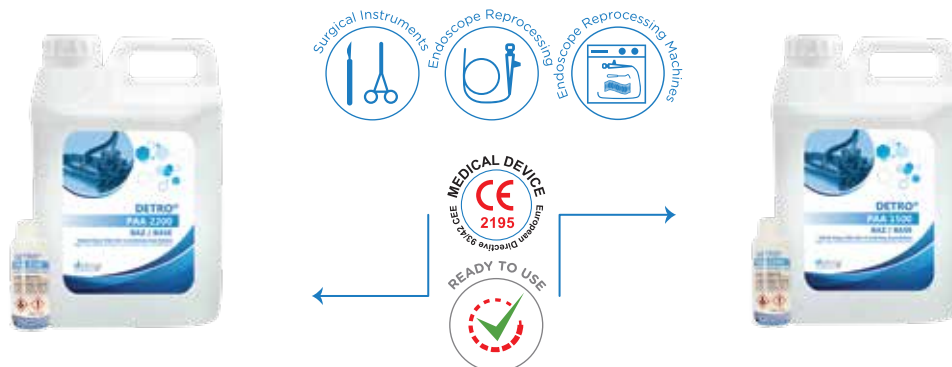 Surgical Instruments
Endoscope Reprocessing
Endoscope Reprocessing Machines
DETRO®
PAA 2200
BAZ / BASE
MEDICAL DEVICE
CE
2195
European Directive 93/42 CEE
READY TO USE
DETRO®
PAA 1500
BAZ / BASE